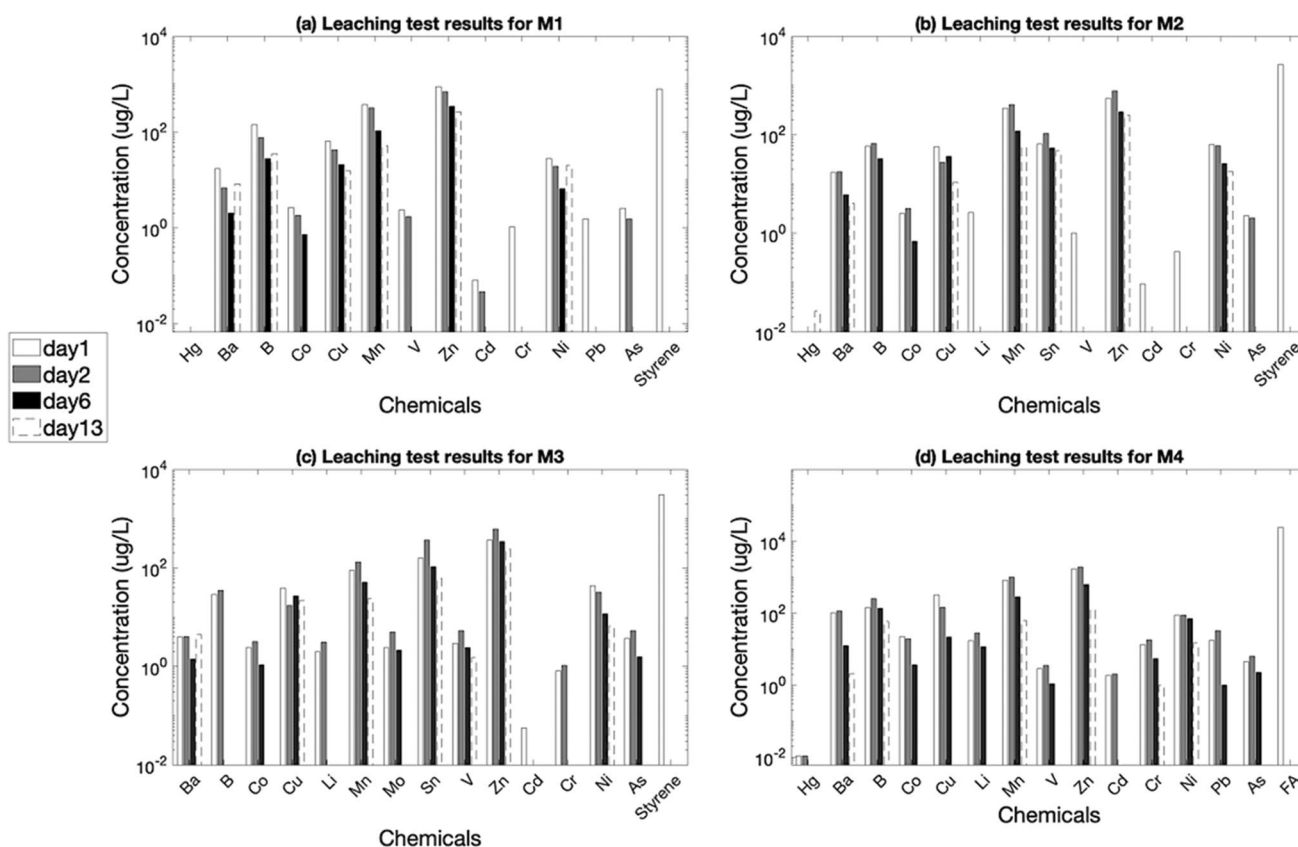 (a) Leaching test results for M1
10^4
10^2
10^0
10^-2
Concentration (ug/L)
Hg Ba B Co Cu Mn V Zn Cd Cr Ni Pb As Styrene
Chemicals
(b) Leaching test results for M2
10^4
10^2
10^0
10^-2
Concentration (ug/L)
Hg Ba B Co Cu Li Mn Sn V Zn Cd Cr Ni As Styrene
Chemicals
day1
day2
day6
day13
(c) Leaching test results for M3
10^4
10^2
10^0
10^-2
Concentration (ug/L)
Ba B Co Cu Li Mn Mo Sn V Zn Cd Cr Ni As Styrene
Chemicals
(d) Leaching test results for M4
10^4
10^2
10^0
10^-2
Concentration (ug/L)
Hg Ba B Co Cu Li Mn V Zn Cd Cr Ni Pb As FA
Chemicals